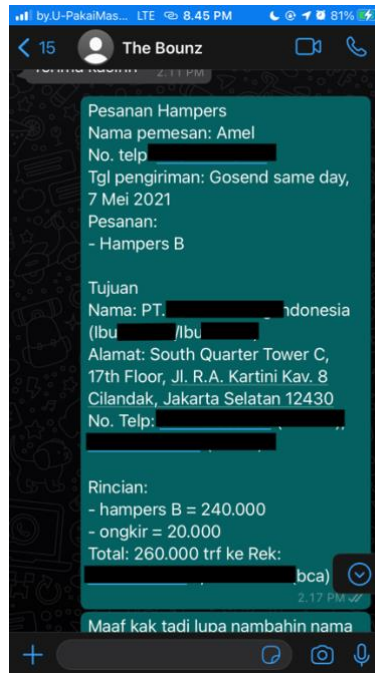 by.U-PakaiMas... LTE 8.45 PM 81%
15 The Bounz
2.11 PM
Pesanan Hampers
Nama pemesan: Amel
No. telp
Tgl pengiriman: Gosend same day,
7 Mei 2021
Pesanan:
- Hampers B
Tujuan
Nama: PT. ndonesia
(Ibu /Ibu
Alamat: South Quarter Tower C,
17th Floor, Jl. R.A. Kartini Kav. 8
Cilandak, Jakarta Selatan 12430
No. Telp:
Rincian:
- hampers B = 240.000
- ongkir = 20.000
Total: 260.000 trf ke Rek:
bca)
2.17 PM
Maaf kak tadi lupa nambahin nama